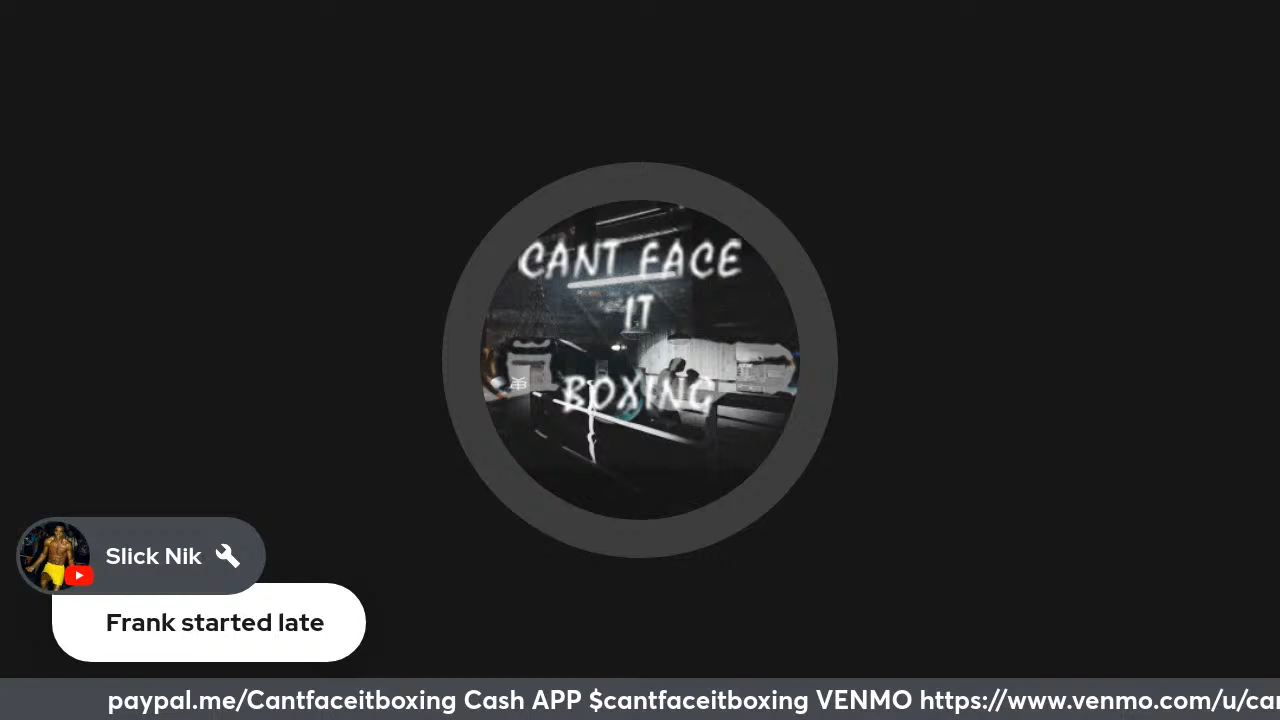 CANT FACE
IT
BOXING
Slick Nik
Frank started late
paypal.me/Cantfaceitboxing Cash APP $cantfaceitboxing VENMO https://www.venmo.com/u/ca